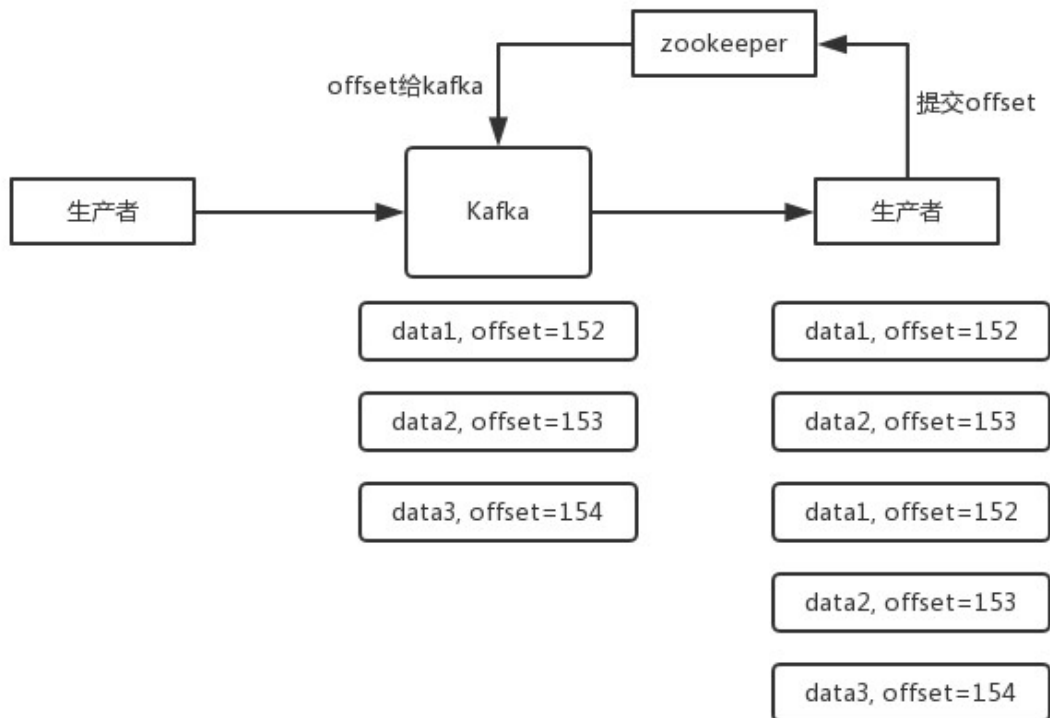 zookeeper
offset给kafka
提交offset
生产者
Kafka
生产者
data1, offset=152
data1, offset=152
data2, offset=153
data2, offset=153
data3, offset=154
data1, offset=152
data2, offset=153
data3, offset=154